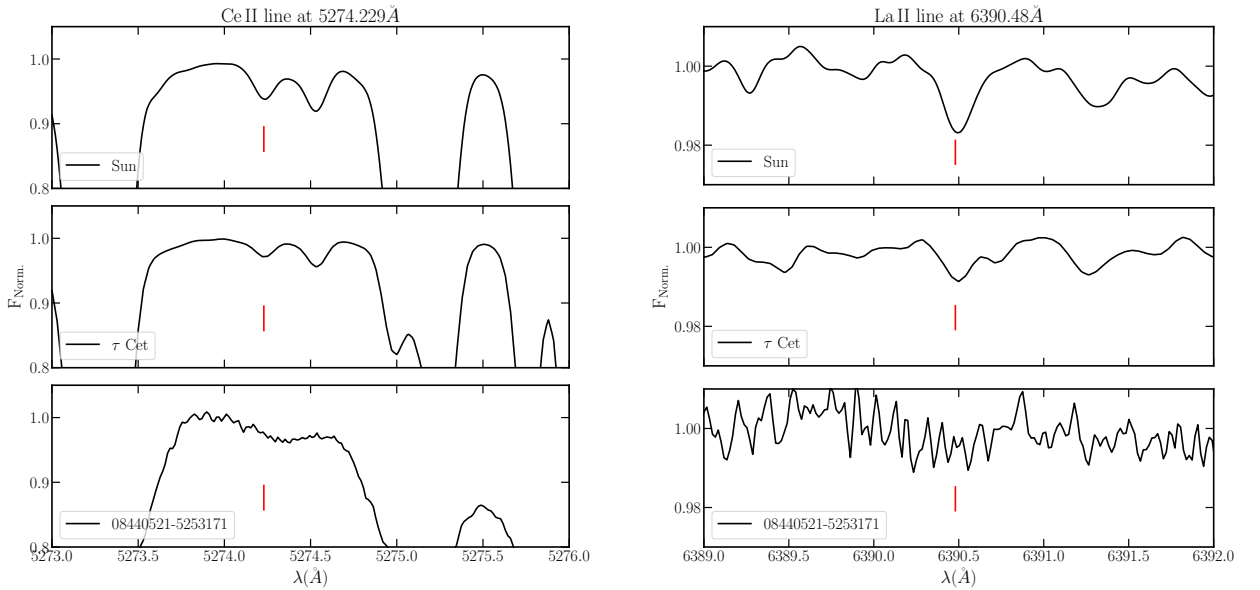 Ce II line at 5274.229Å
1.0
0.9
0.8
Sun
1.0
0.9
0.8
τ Cet
F_Norm.
1.0
0.9
0.8
08440521-5253171
5273.0 5273.5 5274.0 5274.5 5275.0 5275.5 5276.0
λ(Å)
La II line at 6390.48Å
1.00
0.98
Sun
1.00
0.98
τ Cet
F_Norm.
1.00
0.98
08440521-5253171
6389.0 6389.5 6390.0 6390.5 6391.0 6391.5 6392.0
λ(Å)